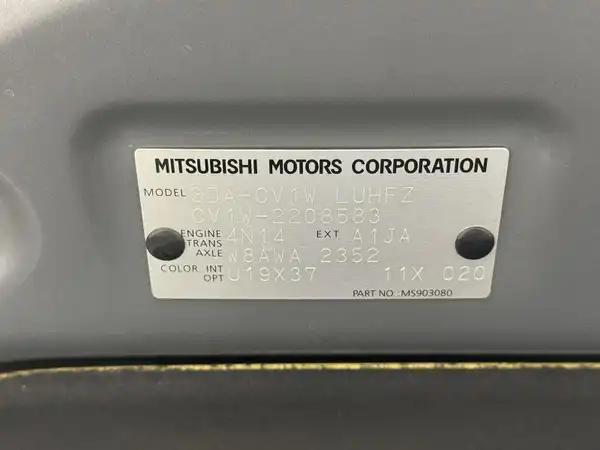 MITSUBISHI MOTORS CORPORATION
MODEL 3DA-CV1W LUHFZ
CV1W-2208583
ENGINE 4N14 EXT A1JA
TRANS AXLE W8AWA 2352
COLOR INT OPT U19X37 11X 020
PART NO.:MS903080